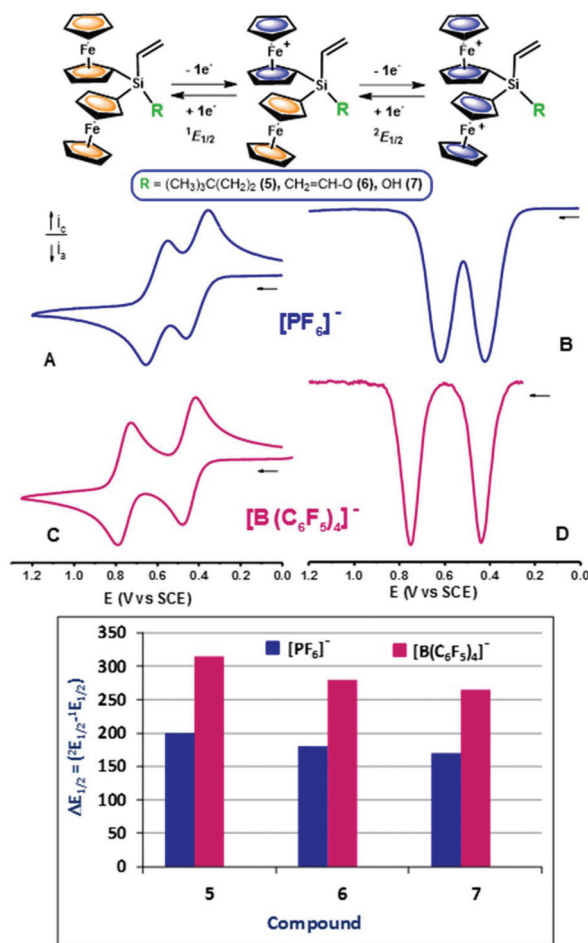 Fe Si R Fe
- 1e⁻
+ 1e⁻
¹E1/2
Fe⁺ Si R Fe
- 1e⁻
+ 1e⁻
²E1/2
Fe⁺ Si R Fe⁺
R = (CH₃)₃C(CH₂)₂ (5), CH₂=CH-O (6), OH (7)
ic
ia
A
[PF₆]⁻
B
C
[B(C₆F₅)₄]⁻
D
1.2 0.8 0.6 0.4 0.0
E (V vs SCE)
1.2 1.0 0.8 0.6 0.4 0.2 0.0
E (V vs SCE)
[PF₆]⁻ [B(C₆F₅)₄]⁻
350
300
250
200
150
100
50
0
ΔE1/2 = (²E1/2-¹E1/2)
5 6 7
Compound